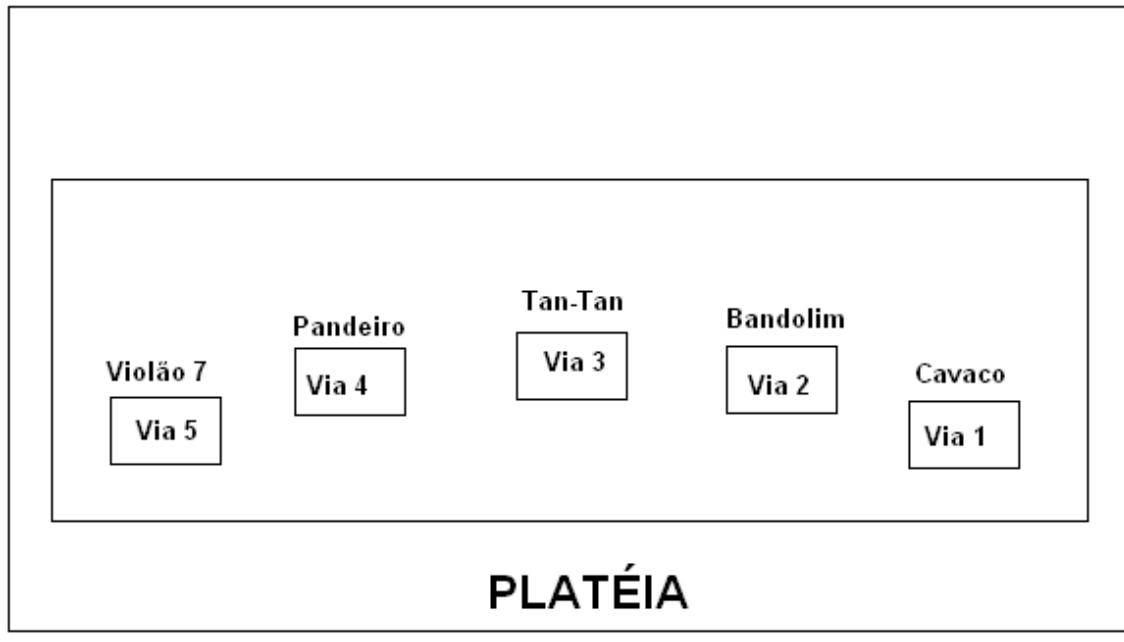 Tan-Tan
Bandolim
Pandeiro
Via 3
Violão 7
Cavaco
Via 4
Via 2
Via 5
Via 1
PLATÉIA